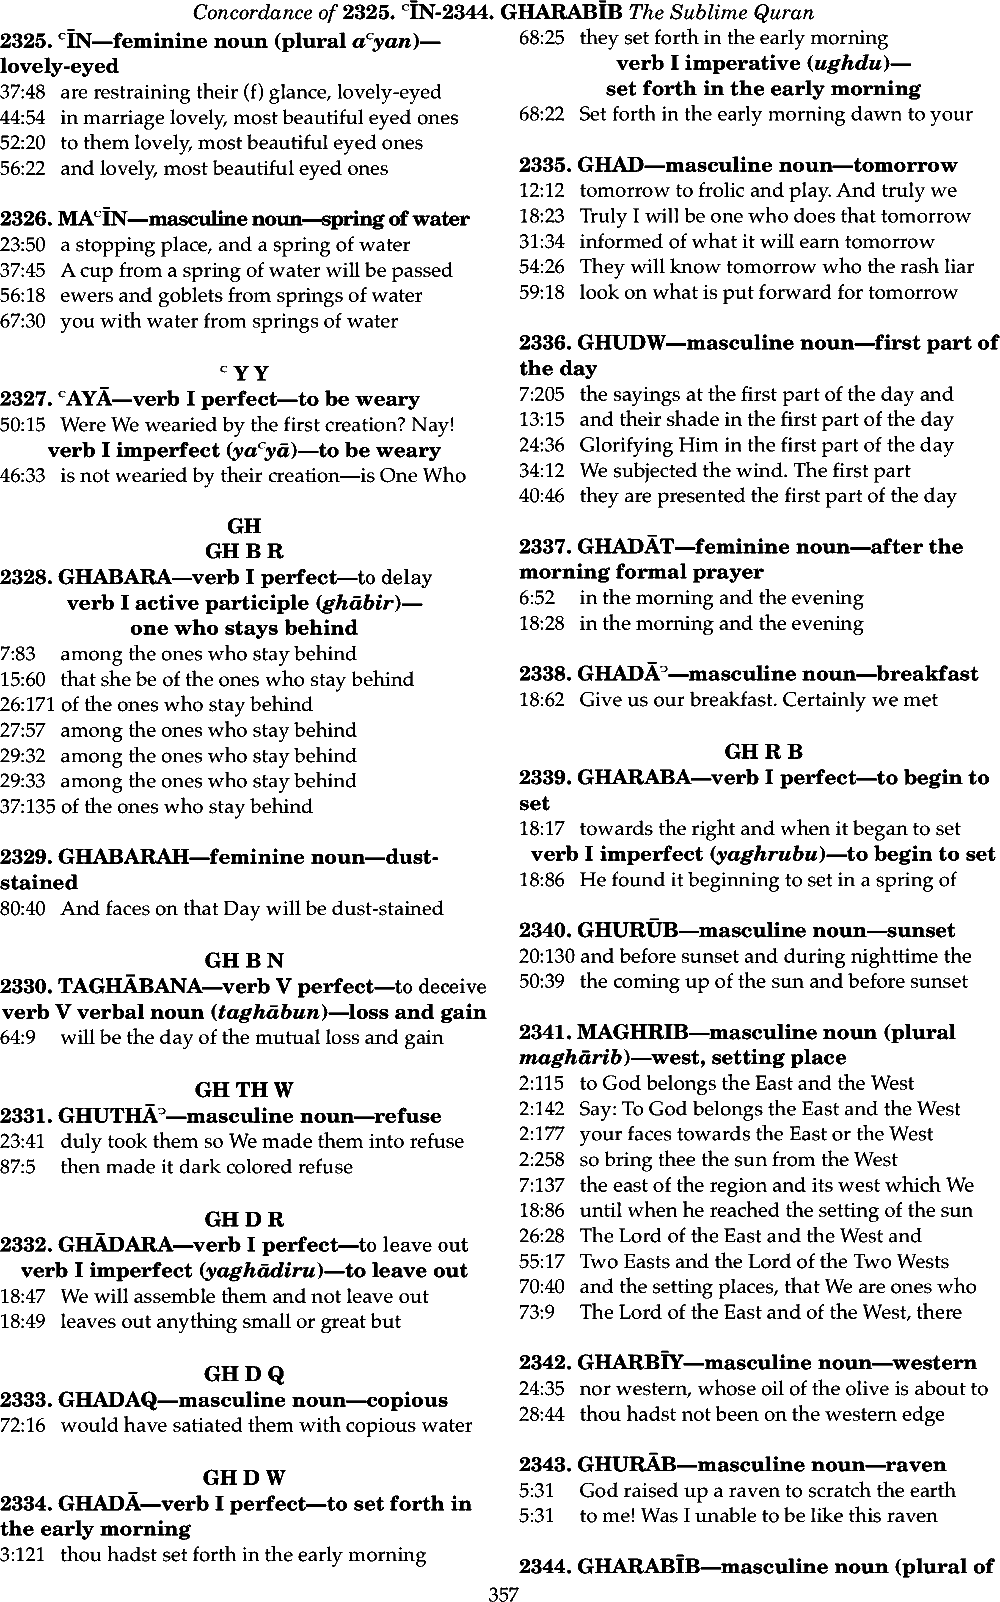 Concordance of 2325. ᶜĪN-2344. GHARABĪB The Sublime Quran
2325. ᶜĪN—feminine noun (plural aᶜyan)—
lovely-eyed
37:48 are restraining their (f) glance, lovely-eyed
44:54 in marriage lovely, most beautiful eyed ones
52:20 to them lovely, most beautiful eyed ones
56:22 and lovely, most beautiful eyed ones
2326. MAᶜĪN—masculine noun—spring of water
23:50 a stopping place, and a spring of water
37:45 A cup from a spring of water will be passed
56:18 ewers and goblets from springs of water
67:30 you with water from springs of water
ᶜ Y Y
2327. ᶜAYĀ—verb I perfect—to be weary
50:15 Were We wearied by the first creation? Nay!
verb I imperfect (yaᶜyā)—to be weary
46:33 is not wearied by their creation—is One Who
GH
GH B R
2328. GHABARA—verb I perfect—to delay
verb I active participle (ghābir)—
one who stays behind
7:83 among the ones who stay behind
15:60 that she be of the ones who stay behind
26:171 of the ones who stay behind
27:57 among the ones who stay behind
29:32 among the ones who stay behind
29:33 among the ones who stay behind
37:135 of the ones who stay behind
2329. GHABARAH—feminine noun—dust-
stained
80:40 And faces on that Day will be dust-stained
GH B N
2330. TAGHĀBANA—verb V perfect—to deceive
verb V verbal noun (taghābun)—loss and gain
64:9 will be the day of the mutual loss and gain
GH TH W
2331. GHUTHĀᵓ—masculine noun—refuse
23:41 duly took them so We made them into refuse
87:5 then made it dark colored refuse
GH D R
2332. GHĀDARA—verb I perfect—to leave out
verb I imperfect (yaghādiru)—to leave out
18:47 We will assemble them and not leave out
18:49 leaves out anything small or great but
GH D Q
2333. GHADAQ—masculine noun—copious
72:16 would have satiated them with copious water
GH D W
2334. GHADĀ—verb I perfect—to set forth in
the early morning
3:121 thou hadst set forth in the early morning
68:25 they set forth in the early morning
verb I imperative (ughdu)—
set forth in the early morning
68:22 Set forth in the early morning dawn to your
2335. GHAD—masculine noun—tomorrow
12:12 tomorrow to frolic and play. And truly we
18:23 Truly I will be one who does that tomorrow
31:34 informed of what it will earn tomorrow
54:26 They will know tomorrow who the rash liar
59:18 look on what is put forward for tomorrow
2336. GHUDW—masculine noun—first part of
the day
7:205 the sayings at the first part of the day and
13:15 and their shade in the first part of the day
24:36 Glorifying Him in the first part of the day
34:12 We subjected the wind. The first part
40:46 they are presented the first part of the day
2337. GHADĀT—feminine noun—after the
morning formal prayer
6:52 in the morning and the evening
18:28 in the morning and the evening
2338. GHADĀᵓ—masculine noun—breakfast
18:62 Give us our breakfast. Certainly we met
GH R B
2339. GHARABA—verb I perfect—to begin to
set
18:17 towards the right and when it began to set
verb I imperfect (yaghrubu)—to begin to set
18:86 He found it beginning to set in a spring of
2340. GHURŪB—masculine noun—sunset
20:130 and before sunset and during nighttime the
50:39 the coming up of the sun and before sunset
2341. MAGHRIB—masculine noun (plural
maghārib)—west, setting place
2:115 to God belongs the East and the West
2:142 Say: To God belongs the East and the West
2:177 your faces towards the East or the West
2:258 so bring thee the sun from the West
7:137 the east of the region and its west which We
18:86 until when he reached the setting of the sun
26:28 The Lord of the East and the West and
55:17 Two Easts and the Lord of the Two Wests
70:40 and the setting places, that We are ones who
73:9 The Lord of the East and of the West, there
2342. GHARBĪY—masculine noun—western
24:35 nor western, whose oil of the olive is about to
28:44 thou hadst not been on the western edge
2343. GHURĀB—masculine noun—raven
5:31 God raised up a raven to scratch the earth
5:31 to me! Was I unable to be like this raven
2344. GHARABĪB—masculine noun (plural of
357